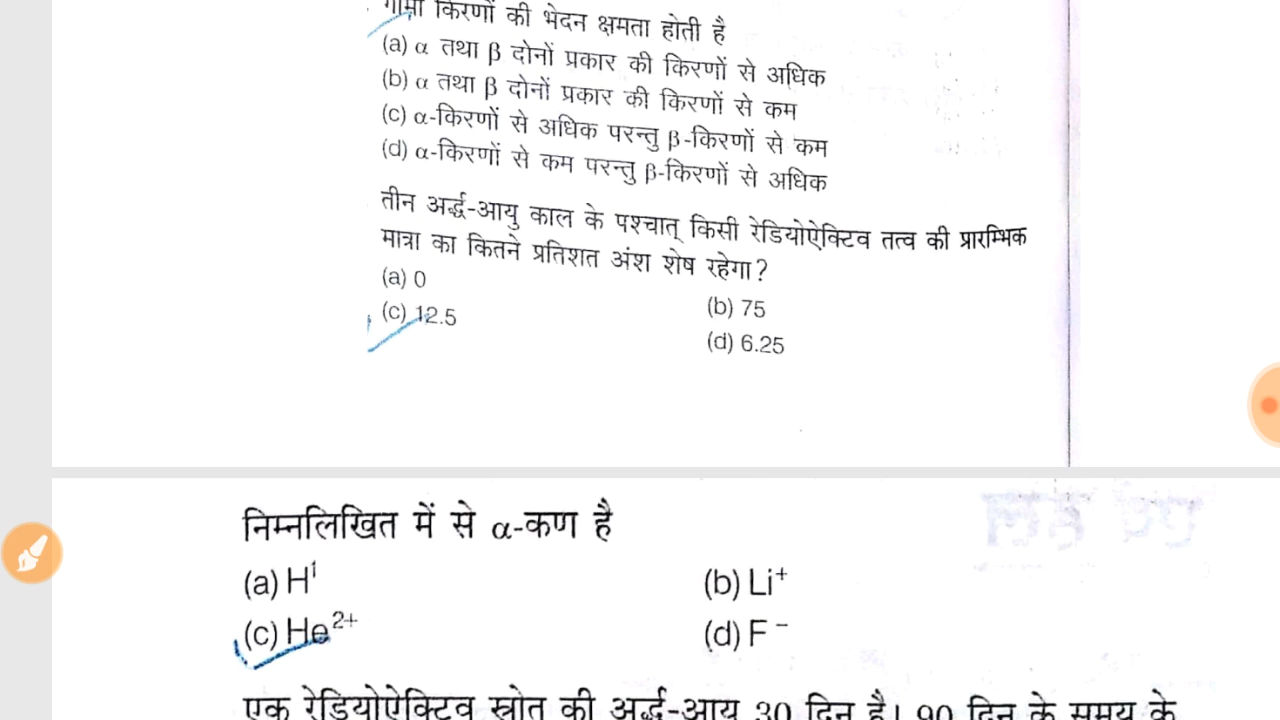 गामा किरणों की भेदन क्षमता होती है
(a) α तथा β दोनों प्रकार की किरणों से अधिक
(b) α तथा β दोनों प्रकार की किरणों से कम
(c) α-किरणों से अधिक परन्तु β-किरणों से कम
(d) α-किरणों से कम परन्तु β-किरणों से अधिक
तीन अर्द्ध-आयु काल के पश्चात् किसी रेडियोऐक्टिव तत्व की प्रारम्भिक
मात्रा का कितने प्रतिशत अंश शेष रहेगा?
(a) 0
(b) 75
(c) 12.5
(d) 6.25
निम्नलिखित में से α-कण है
(a) H¹ (b) Li⁺
(c) He²⁺ (d) F⁻
एक रेडियोऐक्टिव स्रोत की अर्द्ध-आयु 30 दिन है। 90 दिन के समय के